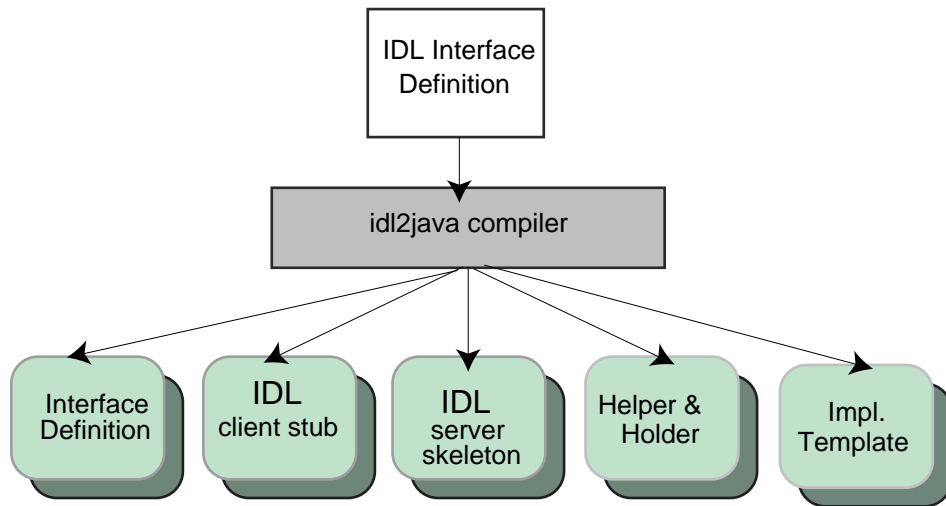 IDL Interface
Definition
idl2java compiler
Interface
Definition
IDL
client stub
IDL
server
skeleton
Helper &
Holder
Impl.
Template